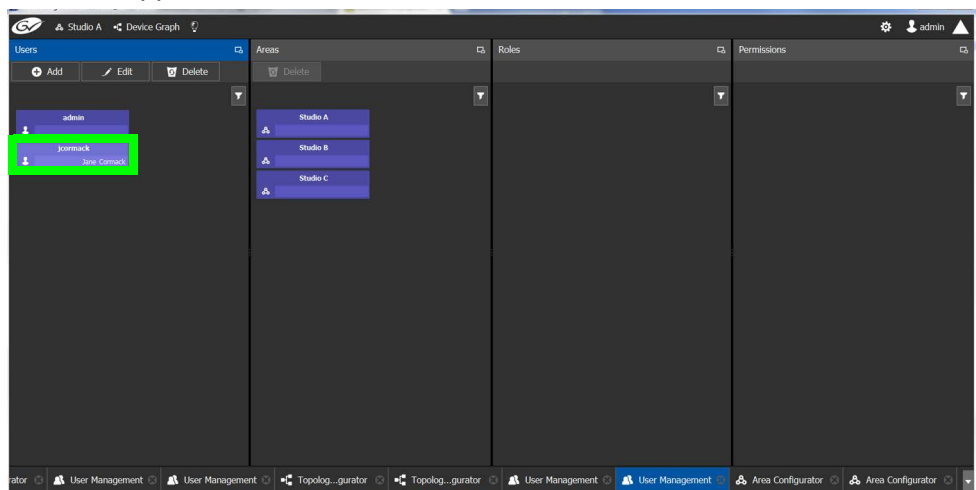 GV Studio A Device Graph admin
Users Areas Roles Permissions
Add Edit Delete Delete
admin
jcormack
Jane Cormack
Studio A
Studio B
Studio C
rator User Management User Management Topolog...gurator Topolog...gurator User Management User Management Area Configurator Area Configurator